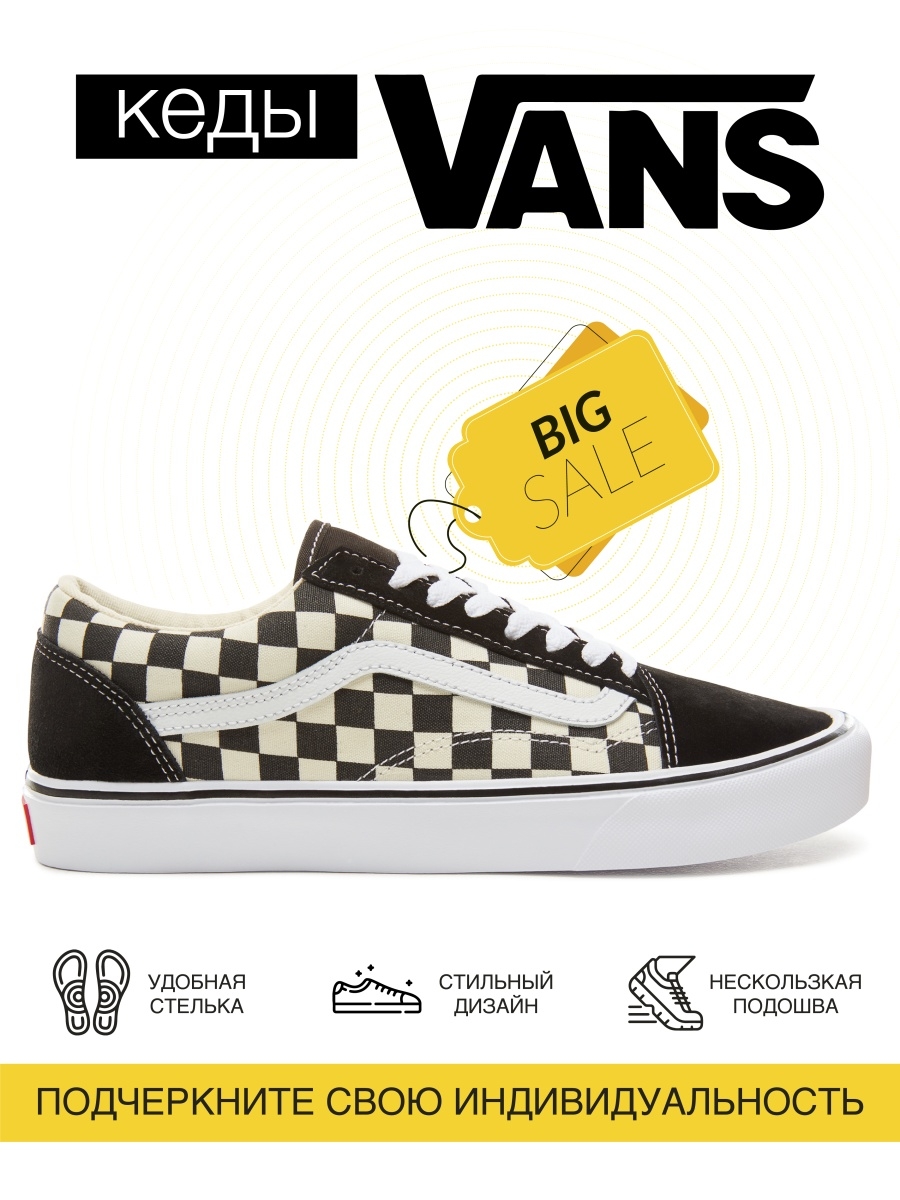 кеды
VANS
BIG
SALE
УДОБНАЯ
СТЕЛЬКА
СТИЛЬНЫЙ
ДИЗАЙН
НЕСКОЛЬЗКАЯ
ПОДОШВА
ПОДЧЕРКНИТЕ СВОЮ ИНДИВИДУАЛЬНОСТЬ